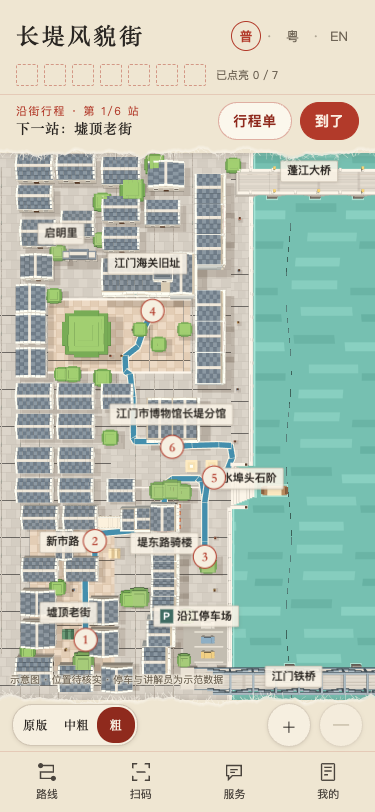 长堤风貌街
普 · 粤 · EN
已点亮 0 / 7
沿街行程 · 第 1/6 站
下一站：墟顶老街
行程单
到了
蓬江大桥
启明里
江门海关旧址
4
江门市博物馆长堤分馆
6
5
水埠头石阶
新市路
2
堤东路骑楼
3
墟顶老街
P 沿江停车场
1
江门铁桥
示意图 · 位置待核实 · 停车与讲解员为示范数据
原版
中粗
粗
路线
扫码
服务
我的